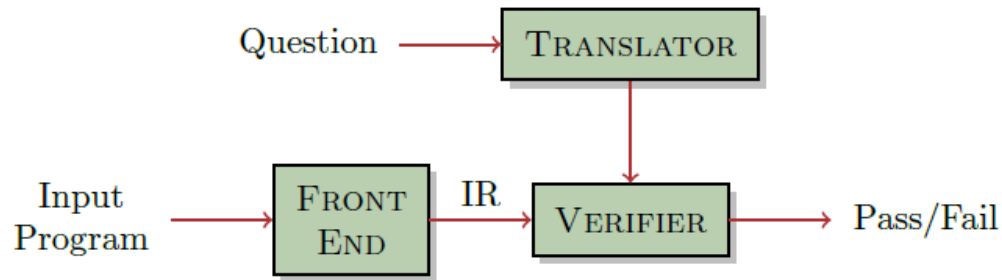 Question
TRANSLATOR
Input
Program
FRONT
END
IR
VERIFIER
Pass/Fail